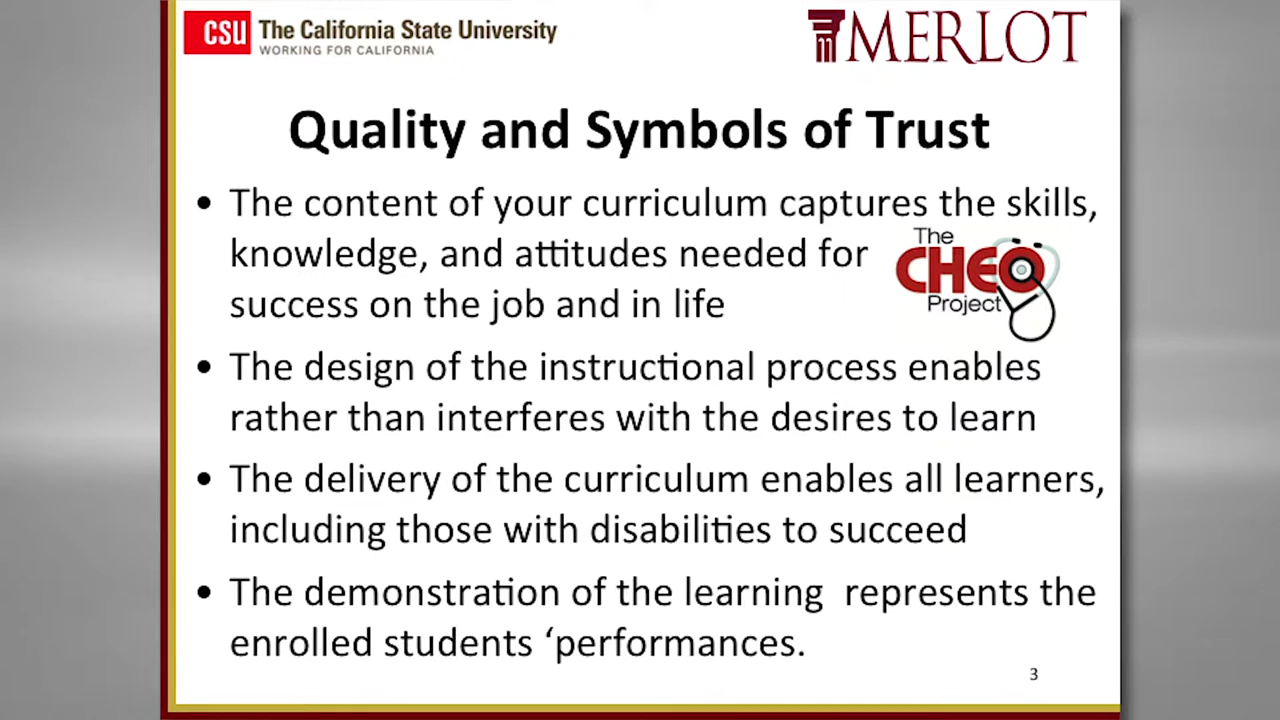 CSU The California State University
WORKING FOR CALIFORNIA
MERLOT
Quality and Symbols of Trust
• The content of your curriculum captures the skills,
knowledge, and attitudes needed for
success on the job and in life
The
CHEO
Project
• The design of the instructional process enables
rather than interferes with the desires to learn
• The delivery of the curriculum enables all learners,
including those with disabilities to succeed
• The demonstration of the learning  represents the
enrolled students ‘performances.
3